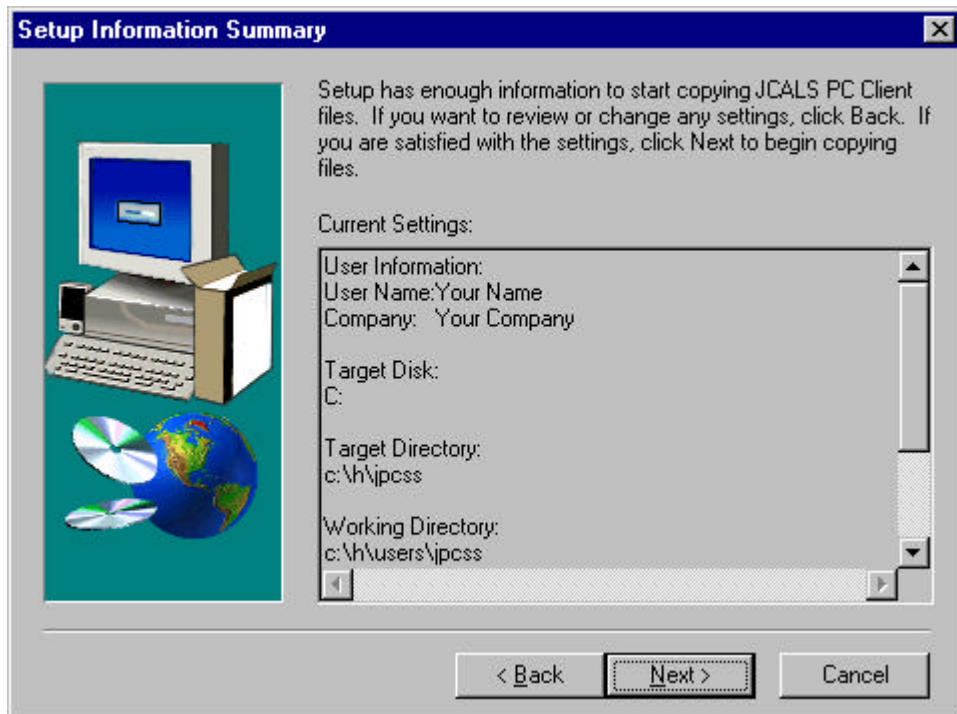 Setup Information Summary
Setup has enough information to start copying JCALS PC Client
files.  If you want to review or change any settings, click Back.  If
you are satisfied with the settings, click Next to begin copying
files.
Current Settings:
User Information:
User Name:Your Name
Company:   Your Company
Target Disk:
C:
Target Directory:
c:\h\jpcss
Working Directory:
c:\h\users\jpcss
< Back
Next >
Cancel